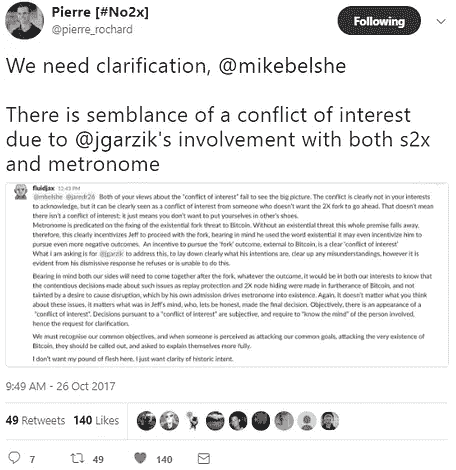 Pierre [#No2x]
@pierre_rochard
Following
We need clarification, @mikebelshe
There is semblance of a conflict of interest
due to @jgarzik's involvement with both s2x
and metronome
fluidjax 12:43 PM
@mbelshe @jaredr26 Both of your views about the "conflict of interest" fail to see the big picture. The conflict is clearly not in your interests
to acknowledge, but it can be clearly seen as a conflict of interest from someone who doesn't want the 2X fork to go ahead. That doesn't mean
there isn't a conflict of interest; it just means you don't want to put yourselves in other's shoes.
Metronome is predicated on the fixing of the existential fork threat to Bitcoin. Without an existential threat this whole premise falls away,
therefore, this clearly incentivizes Jeff to proceed with the fork, bearing in mind he used the word existential it may even incentivize him to
pursue even more negative outcomes. An incentive to pursue the 'fork' outcome, external to Bitcoin, is a clear 'conflict of interest'
What I am asking is for @jgarzik to address this, to lay down clearly what his intentions are, clear up any misunderstandings, however it is
evident from his dismissive response he refuses or is unable to do this.
Bearing in mind both our sides will need to come together after the fork, whatever the outcome, it would be in both our interests to know that
the contentious decisions made about such issues as replay protection and 2X node hiding were made in furtherance of Bitcoin, and not
tainted by a desire to cause disruption, which by his own admission drives metronome into existence. Again, it doesn't matter what you think
about these issues, it matters what was in Jeff's mind, who, lets be honest, made the final decision. Objectively, there is an appearance of a
"conflict of interest". Decisions pursuant to a "conflict of interest" are subjective, and require to "know the mind" of the person involved,
hence the request for clarification.
We must recognise our common objectives, and when someone is perceived as attacking our common goals, attacking the very existence of
Bitcoin, they should be called out, and asked to explain themselves more fully.
I don't want my pound of flesh here, I just want clarity of historic intent.
9:49 AM - 26 Oct 2017
49 Retweets 140 Likes
7 49 140